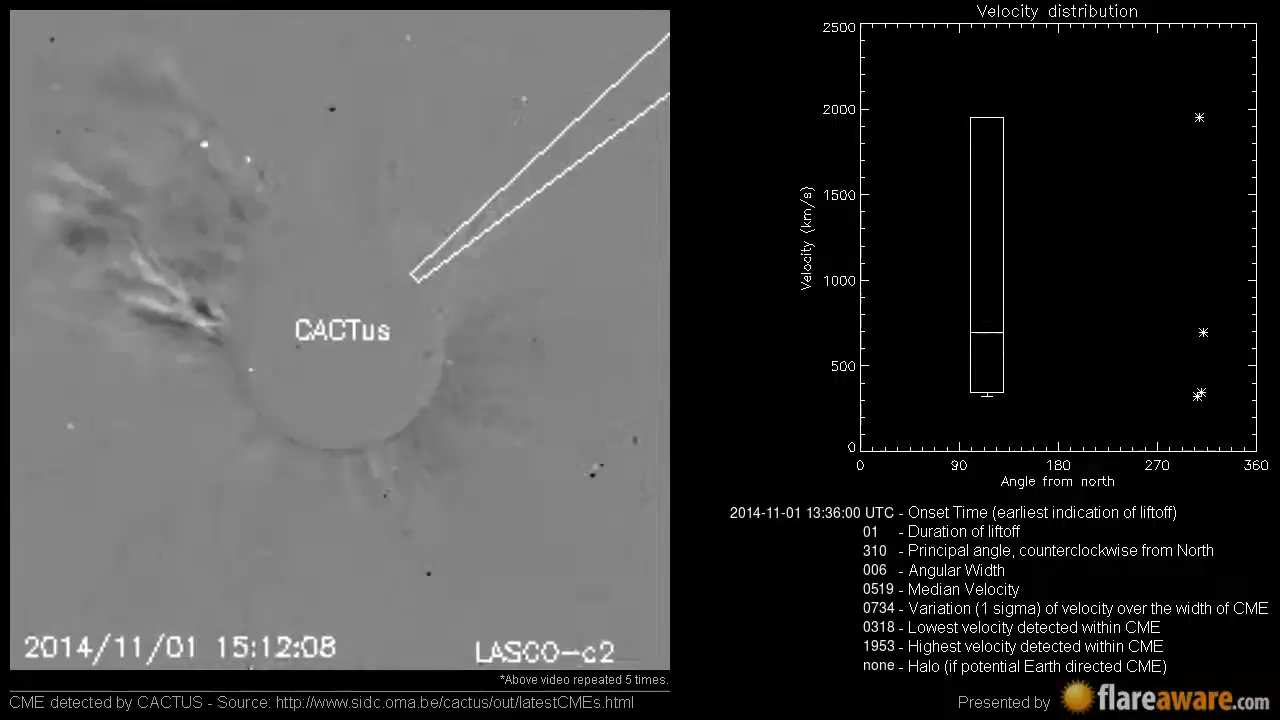 Velocity distribution
2500
2000
1500
1000
500
0
Velocity (km/s)
0 90 180 270 360
Angle from north
CACTus
2014/11/01 15:12:08 LASCO-c2
*Above video repeated 5 times.
CME detected by CACTUS - Source: http://www.sidc.oma.be/cactus/out/latestCMEs.html
2014-11-01 13:36:00 UTC - Onset Time (earliest indication of liftoff)
01 - Duration of liftoff
310 - Principal angle, counterclockwise from North
006 - Angular Width
0519 - Median Velocity
0734 - Variation (1 sigma) of velocity over the width of CME
0318 - Lowest velocity detected within CME
1953 - Highest velocity detected within CME
none - Halo (if potential Earth directed CME)
Presented by flareaware.com